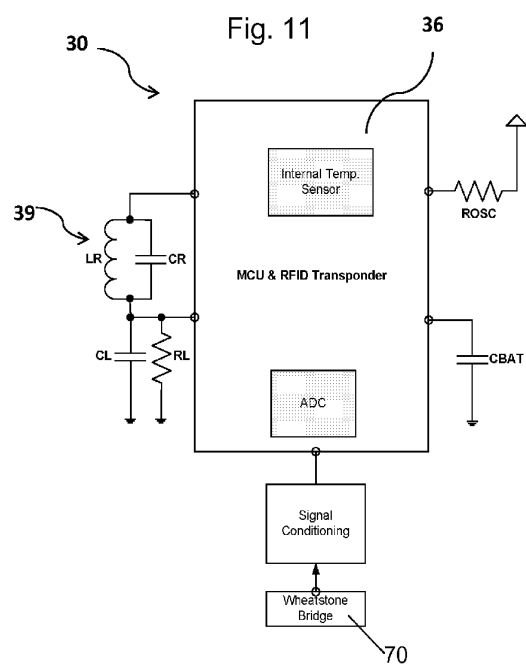 Fig. 11
30
36
Internal Temp.
Sensor
39
LR
CR
ROSC
MCU & RFID Transponder
CL
RL
CBAT
ADC
Signal
Conditioning
Wheatstone
Bridge
70